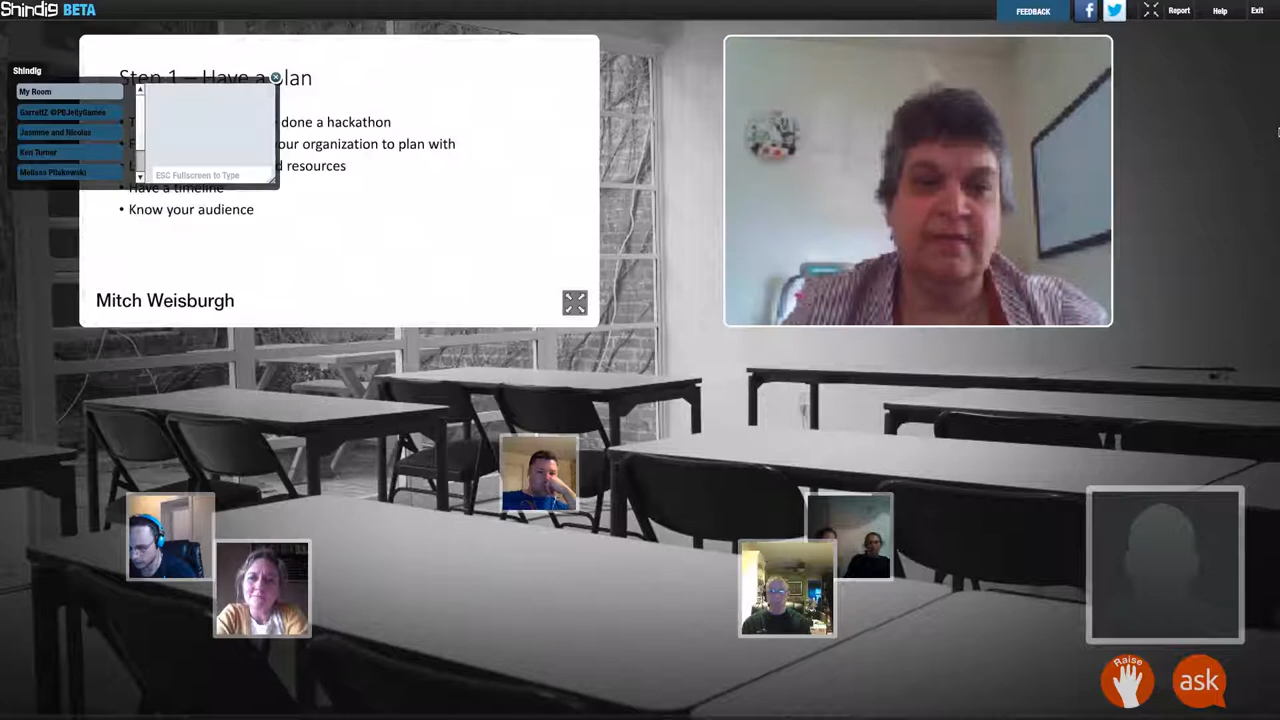 Shindig BETA
FEEDBACK
Report
Help
Exit
Shindig
My Room
GarrettZ @PBJellyGames
Jasmine and Nicolas
Ken Turner
Melissa Pilakowski
ESC Fullscreen to Type
Step 1 – Have a plan
done a hackathon
our organization to plan with
d resources
• Have a timeline
• Know your audience
Mitch Weisburgh
Raise
ask